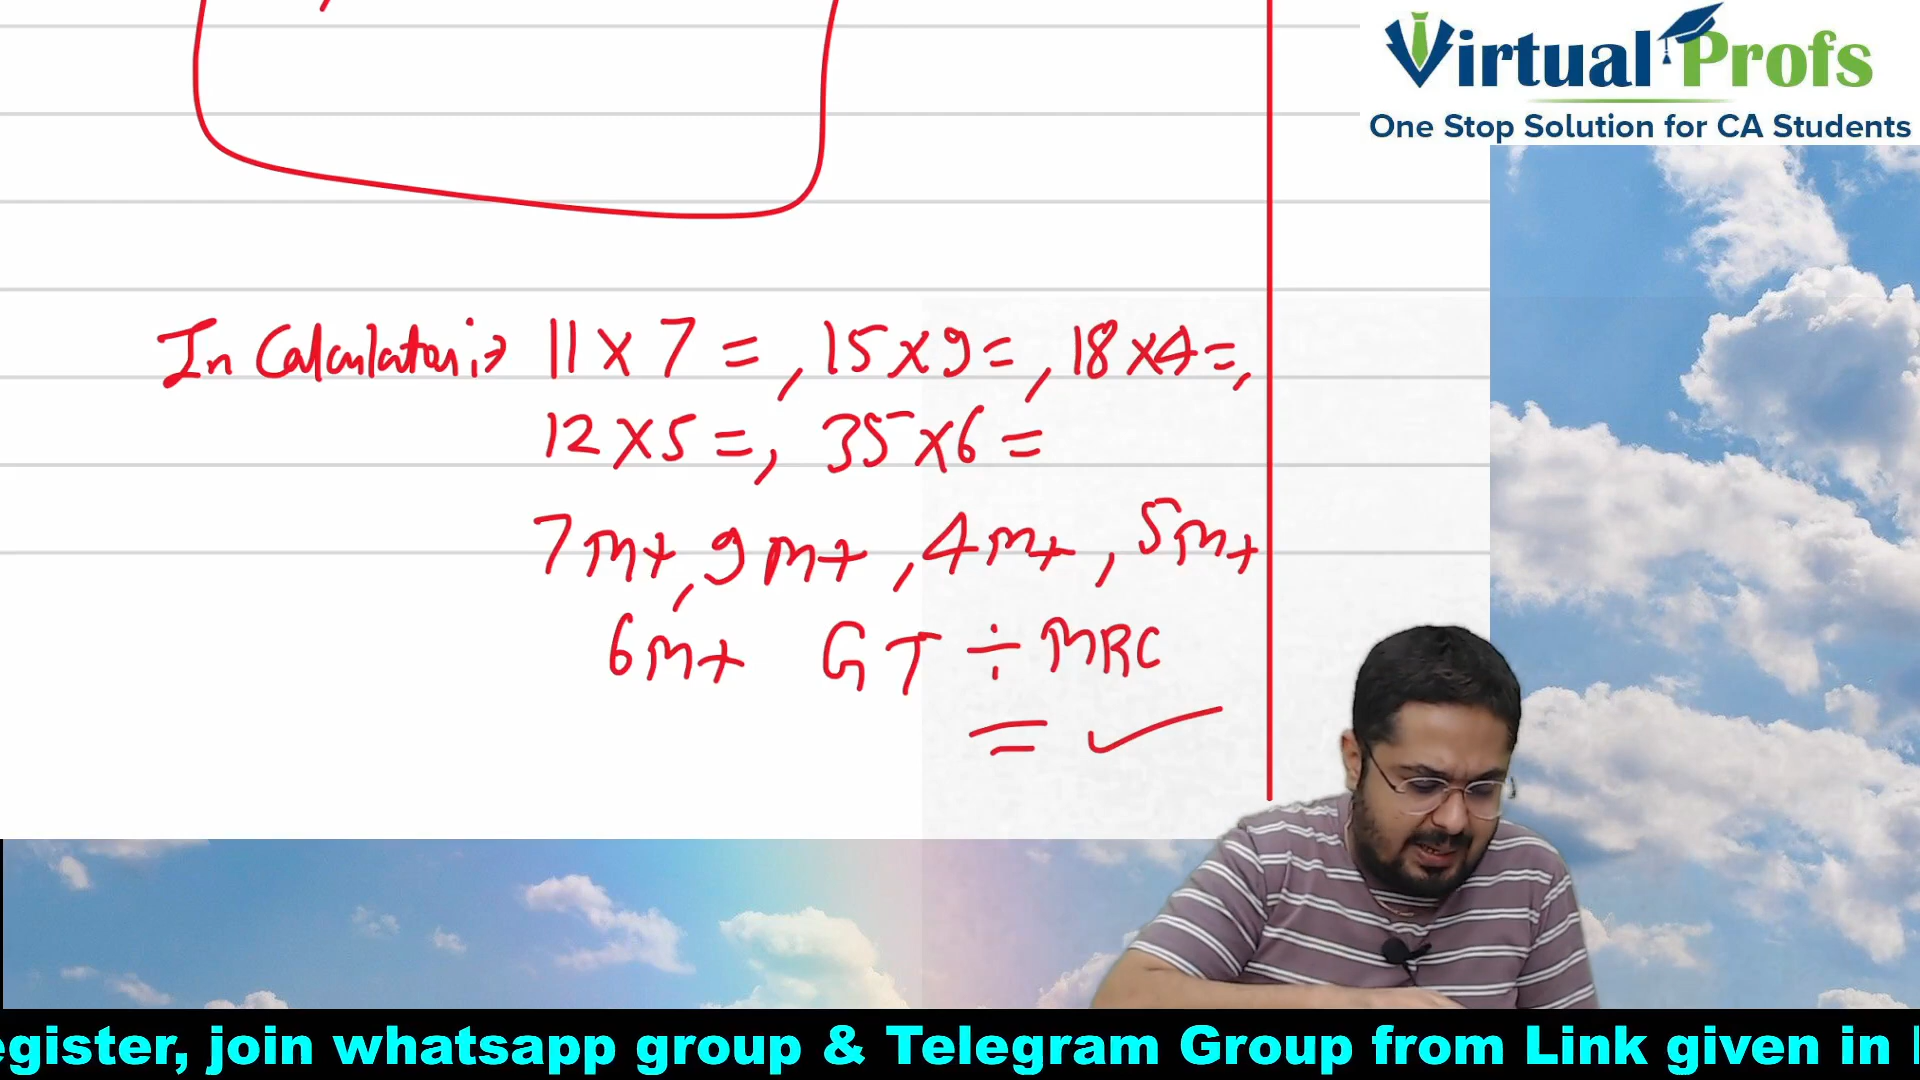 Virtual Profs
One Stop Solution for CA Students
In Calculator :→ 11 × 7 = , 15 × 9 = , 18 × 4 = ,
12 × 5 = , 35 × 6 =
7 m+ , 9 m+ , 4 m+ , 5 m+
6 m+ GT ÷ MRC
=
egister, join whatsapp group & Telegram Group from Link given in